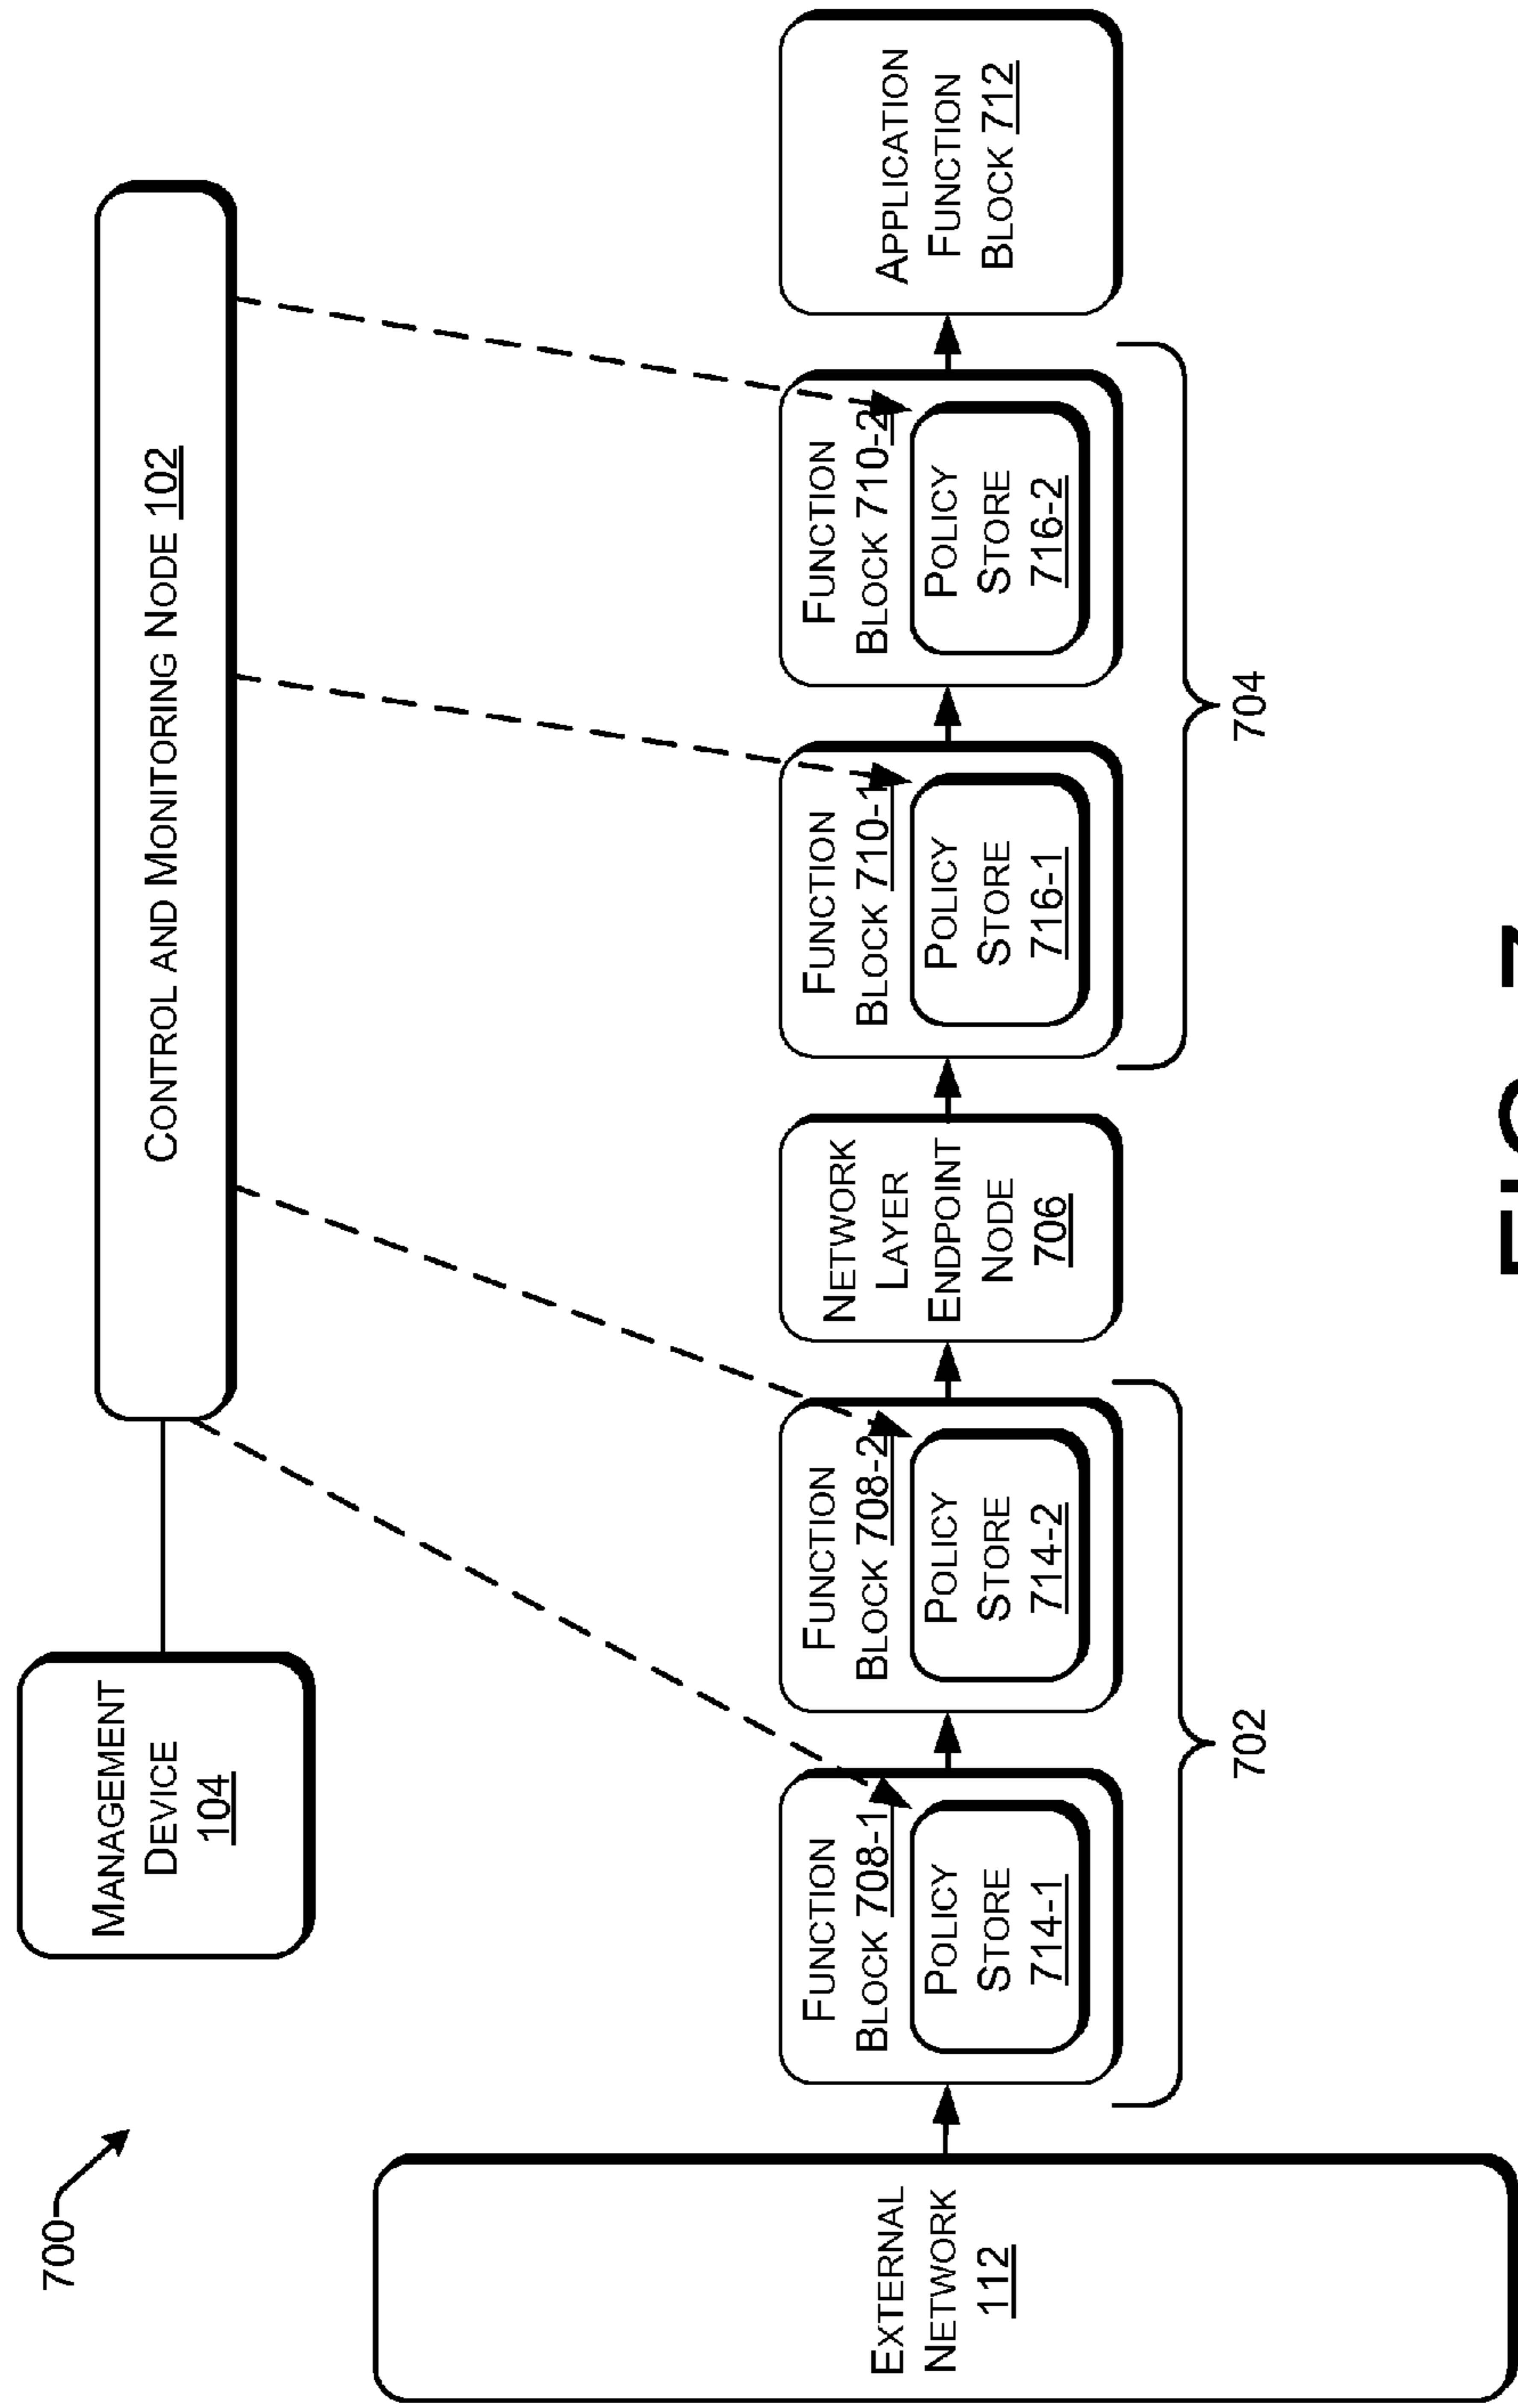 700
MANAGEMENT
DEVICE
104
CONTROL AND MONITORING NODE 102
EXTERNAL
NETWORK
112
FUNCTION
BLOCK 708-1
POLICY
STORE
714-1
FUNCTION
BLOCK 708-2
POLICY
STORE
714-2
702
NETWORK
LAYER
ENDPOINT
NODE
706
FUNCTION
BLOCK 710-1
POLICY
STORE
716-1
FUNCTION
BLOCK 710-2
POLICY
STORE
716-2
704
APPLICATION
FUNCTION
BLOCK 712